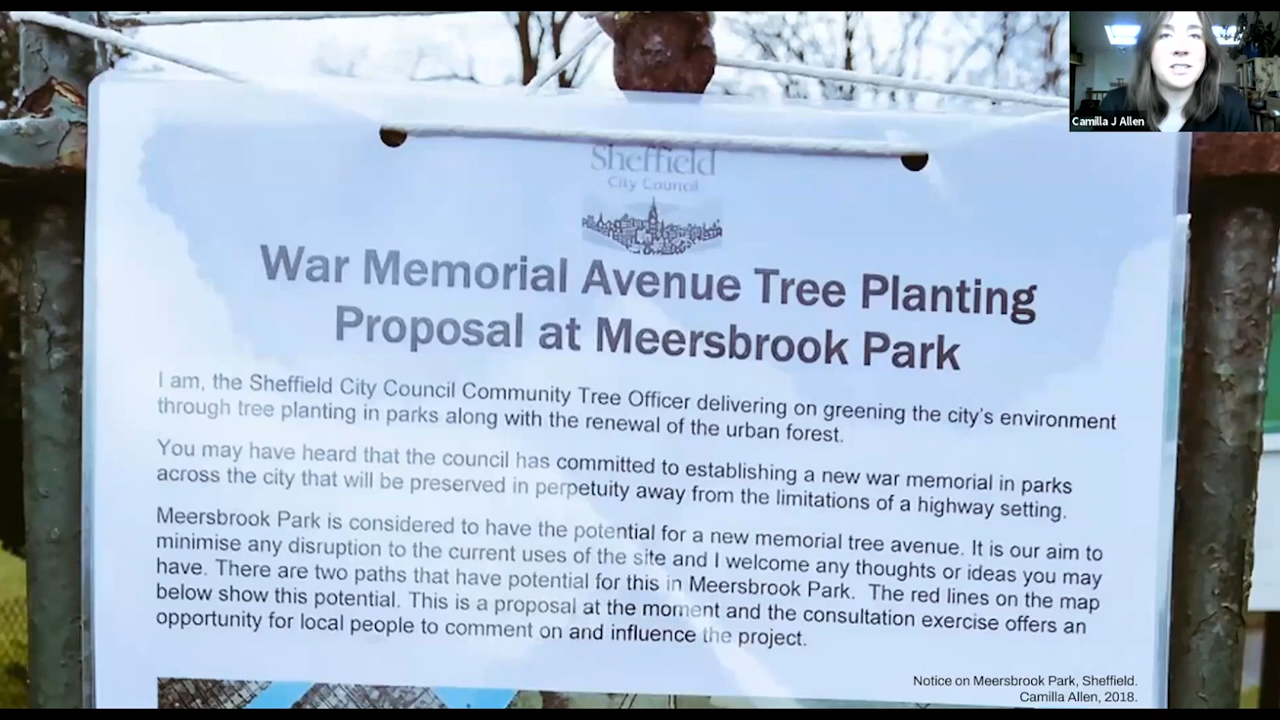 Camilla J Allen
Sheffield
City Council
War Memorial Avenue Tree Planting
Proposal at Meersbrook Park
I am, the Sheffield City Council Community Tree Officer delivering on greening the city's environment
through tree planting in parks along with the renewal of the urban forest.
You may have heard that the council has committed to establishing a new war memorial in parks
across the city that will be preserved in perpetuity away from the limitations of a highway setting.
Meersbrook Park is considered to have the potential for a new memorial tree avenue. It is our aim to
minimise any disruption to the current uses of the site and I welcome any thoughts or ideas you may
have. There are two paths that have potential for this in Meersbrook Park. The red lines on the map
below show this potential. This is a proposal at the moment and the consultation exercise offers an
opportunity for local people to comment on and influence the project.
Notice on Meersbrook Park, Sheffield.
Camilla Allen, 2018.